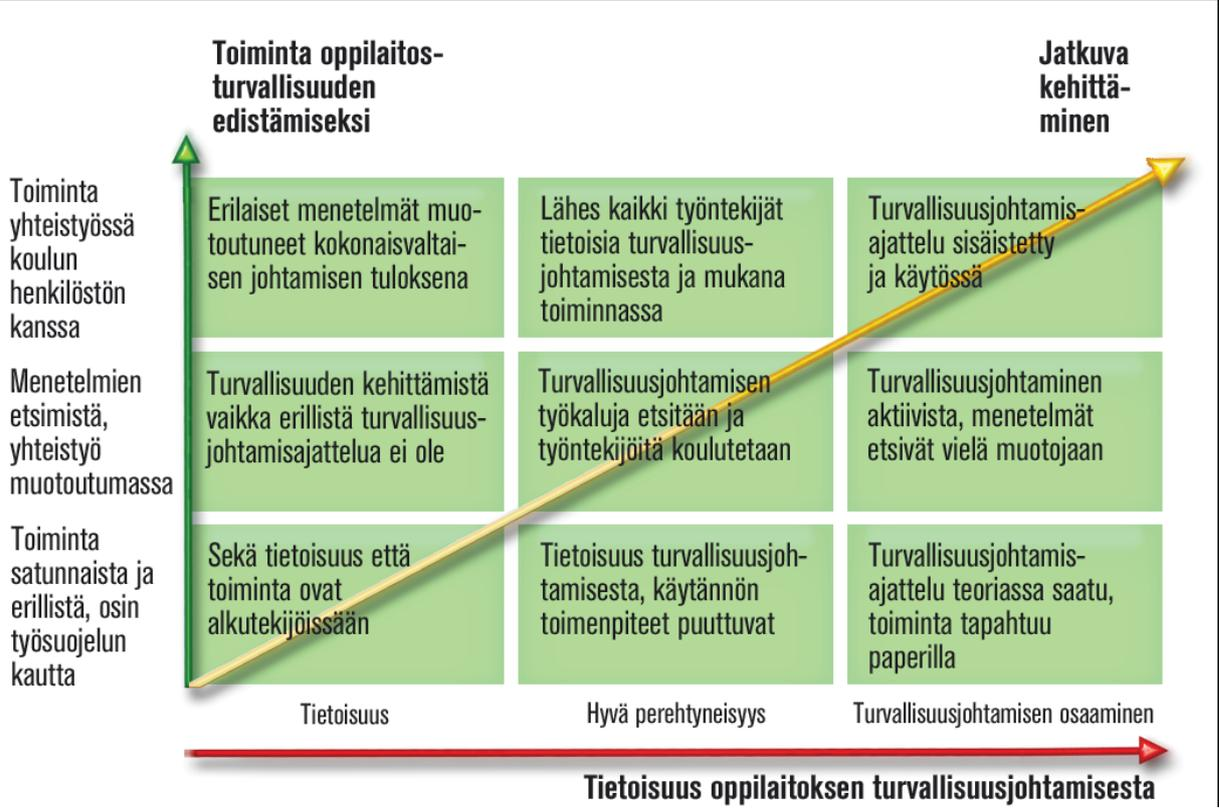 Toiminta oppilaitos-
turvallisuuden
edistämiseksi
Jatkuva
kehittä-
minen
Toiminta
yhteistyössä
koulun
henkilöstön
kanssa
Erilaiset menetelmät muo-
toutuneet kokonaisvaltai-
sen johtamisen tuloksena
Lähes kaikki työntekijät
tietoisia turvallisuus-
johtamisesta ja mukana
toiminnassa
Turvallisuusjohtamis-
ajattelu sisäistetty
ja käytössä
Menetelmien
etsimistä,
yhteistyö
muotoutumassa
Turvallisuuden kehittämistä
vaikka erillistä turvallisuus-
johtamisajattelua ei ole
Turvallisuusjohtamisen
työkaluja etsitään ja
työntekijöitä koulutetaan
Turvallisuusjohtaminen
aktiivista, menetelmät
etsivät vielä muotojaan
Toiminta
satunnaista ja
erillistä, osin
työsuojelun
kautta
Sekä tietoisuus että
toiminta ovat
alkutekijöissään
Tietoisuus turvallisuusjoh-
tamisesta, käytännön
toimenpiteet puuttuvat
Turvallisuusjohtamis-
ajattelu teoriassa saatu,
toiminta tapahtuu
paperilla
Tietoisuus
Hyvä perehtyneisyys
Turvallisuusjohtamisen osaaminen
Tietoisuus oppilaitoksen turvallisuusjohtamisesta